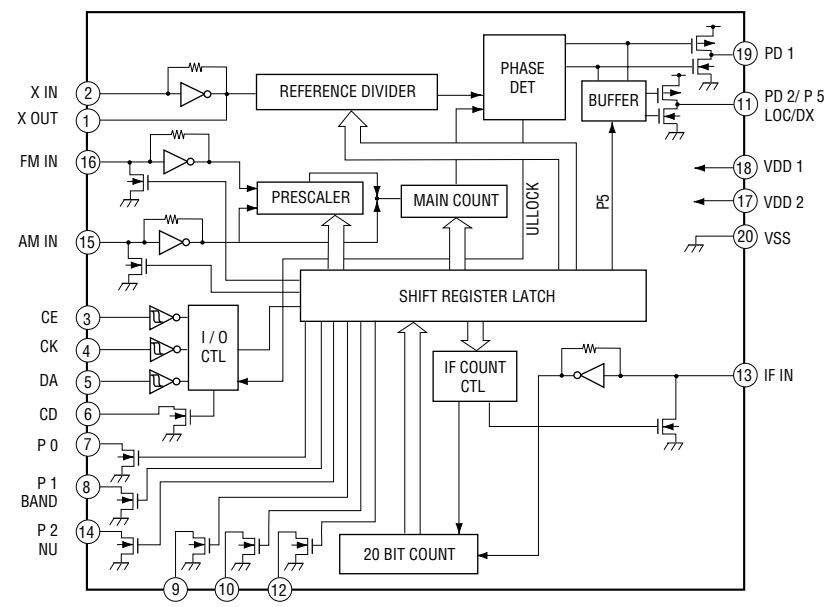 X IN
2
X OUT
1
FM IN
16
AM IN
15
CE
3
CK
4
DA
5
CD
6
P 0
7
P 1
BAND
8
P 2
NU
14
9
10
12
REFERENCE DIVIDER
PHASE
DET
BUFFER
PRESCALER
MAIN COUNT
ULLOCK
P5
SHIFT REGISTER LATCH
I / O
CTL
IF COUNT
CTL
20 BIT COUNT
19
PD 1
11
PD 2/ P 5
LOC/DX
18
VDD 1
17
VDD 2
20
VSS
13
IF IN